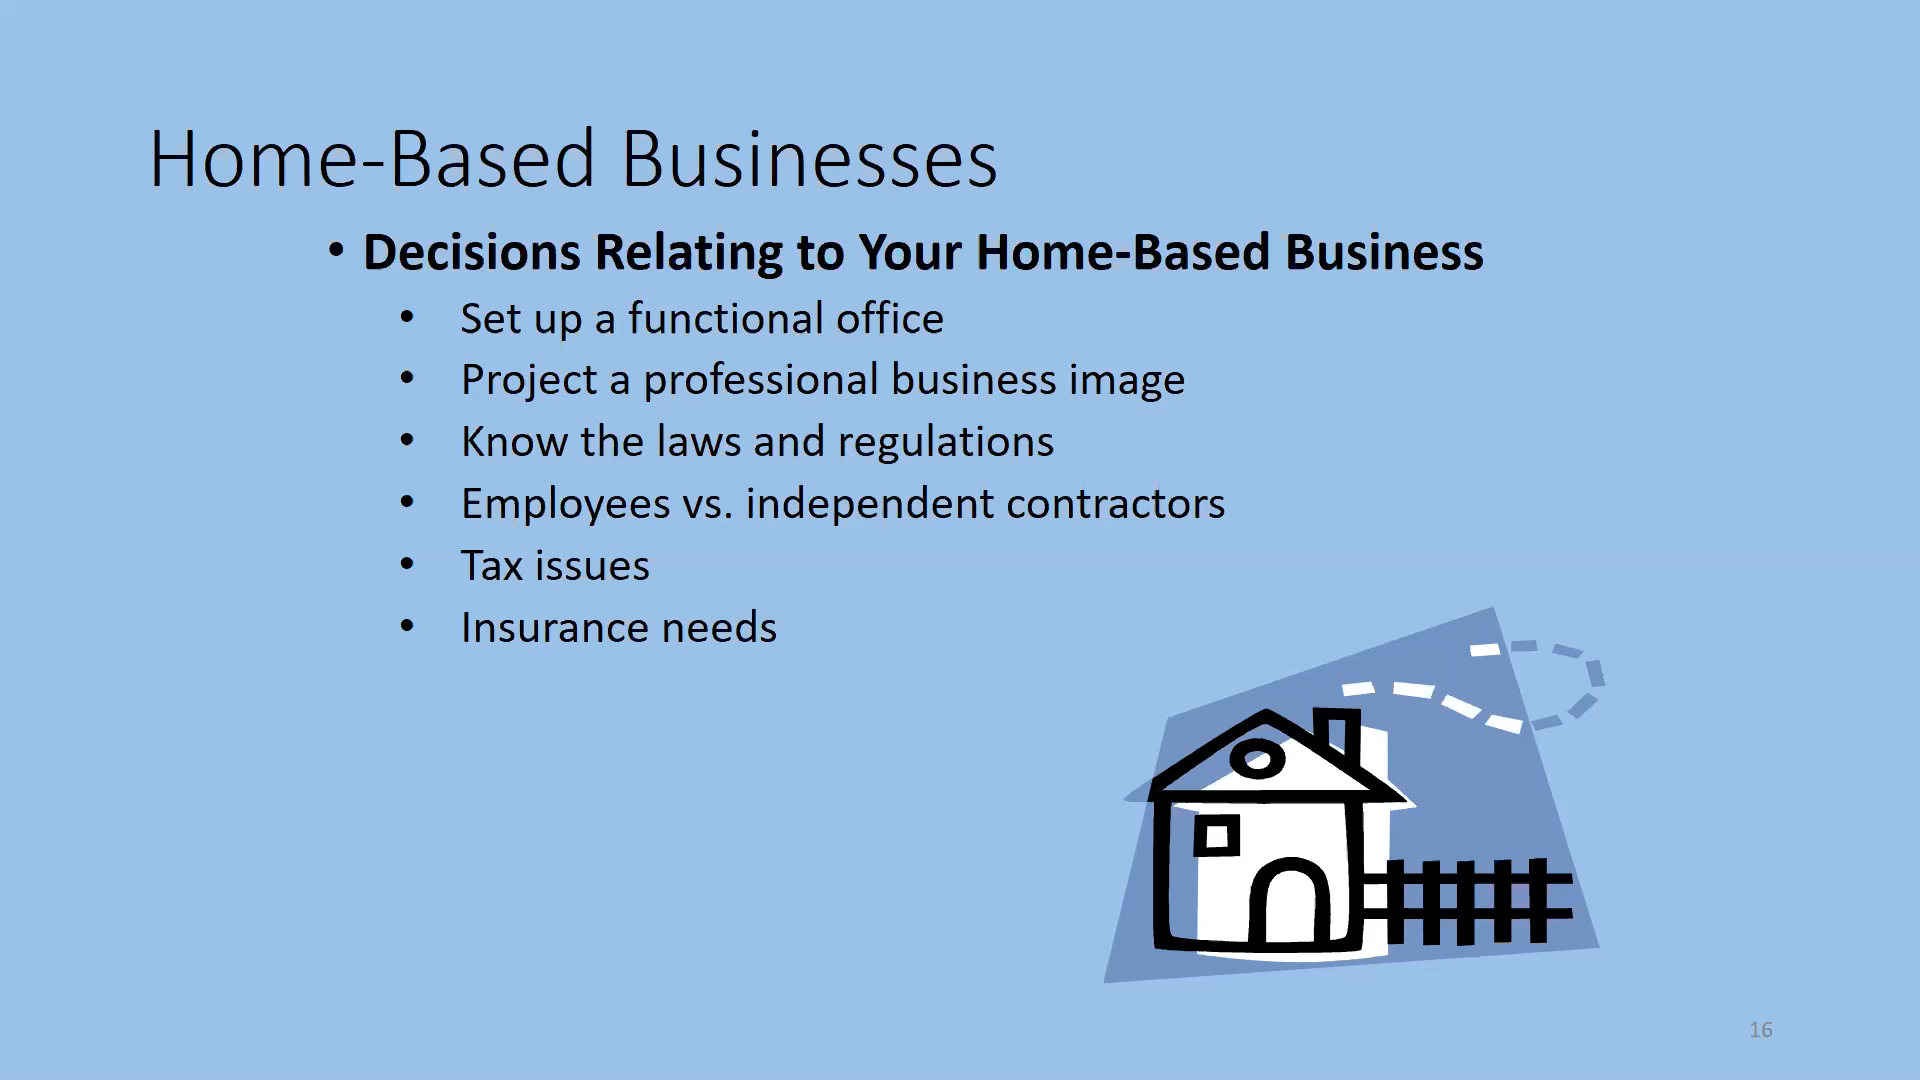 Home-Based Businesses
• Decisions Relating to Your Home-Based Business
• Set up a functional office
• Project a professional business image
• Know the laws and regulations
• Employees vs. independent contractors
• Tax issues
• Insurance needs
16